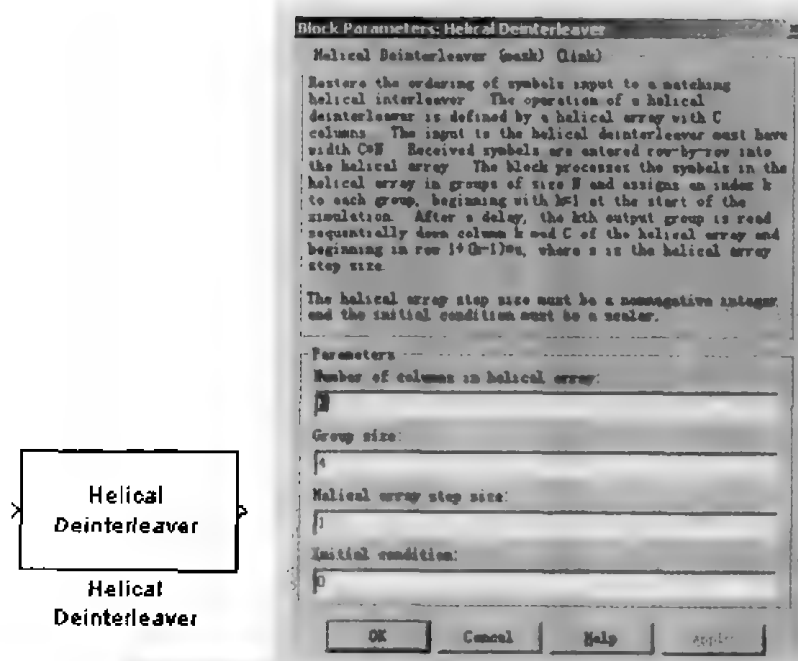 Block Parameters: Helical Deinterleaver
Helical Deinterleaver (mask) (link)
Restore the ordering of symbols input to a matching
helical interleaver. The operation of a helical
deinterleaver is defined by a helical array with C
columns. The input to the helical deinterleaver must have
width C*N. Received symbols are entered row-by-row into
the helical array. The block processes the symbols in the
helical array in groups of size N and assigns an index k
to each group, beginning with k=1 at the start of the
simulation. After a delay, the kth output group is read
sequentially down column k mod C of the helical array and
beginning in row 1+(k-1)*s, where s is the helical array
step size.
The helical array step size must be a nonnegative integer
and the initial condition must be a scalar.
Parameters
Number of columns in helical array:
Group size:
4
Helical array step size:
1
Initial condition:
0
OK
Cancel
Help
Apply
Helical
Deinterleaver
Helical
Deinterleaver